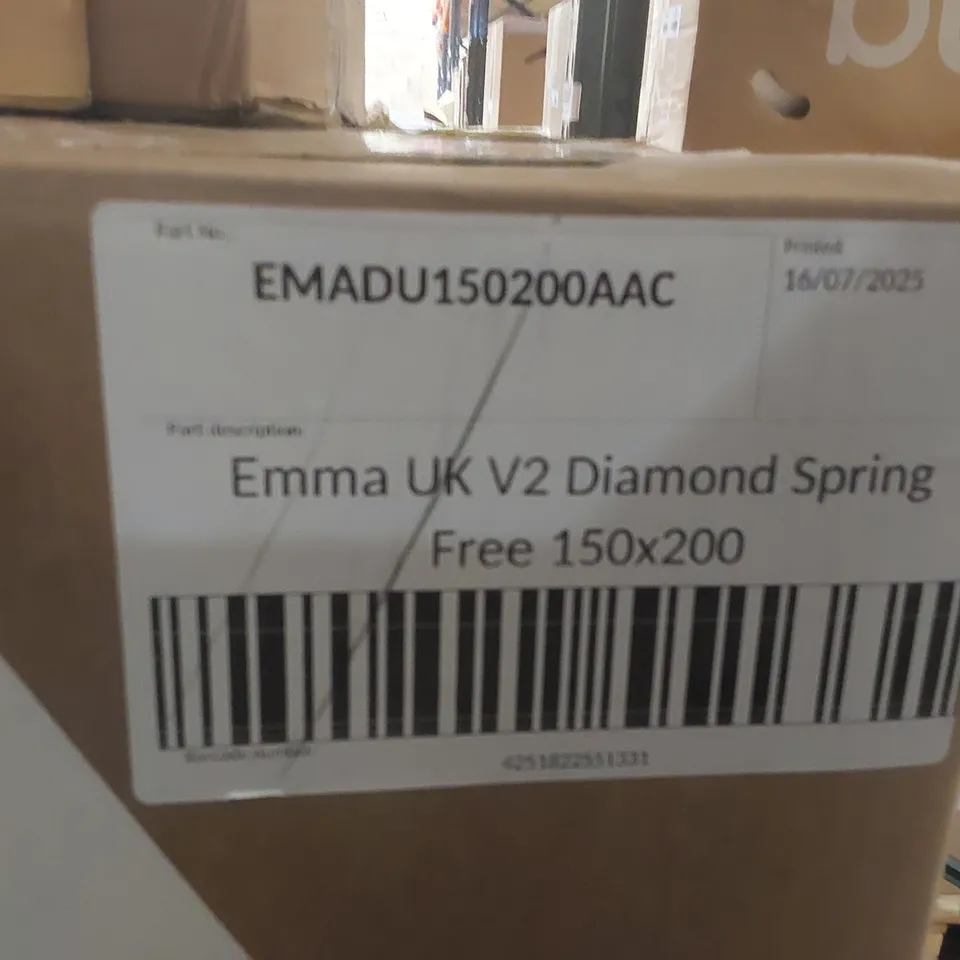 Part No.
Printed
EMADU150200AAC
16/07/2025
Part description
Emma UK V2 Diamond Spring
Free 150x200
Barcode number
4251822551331